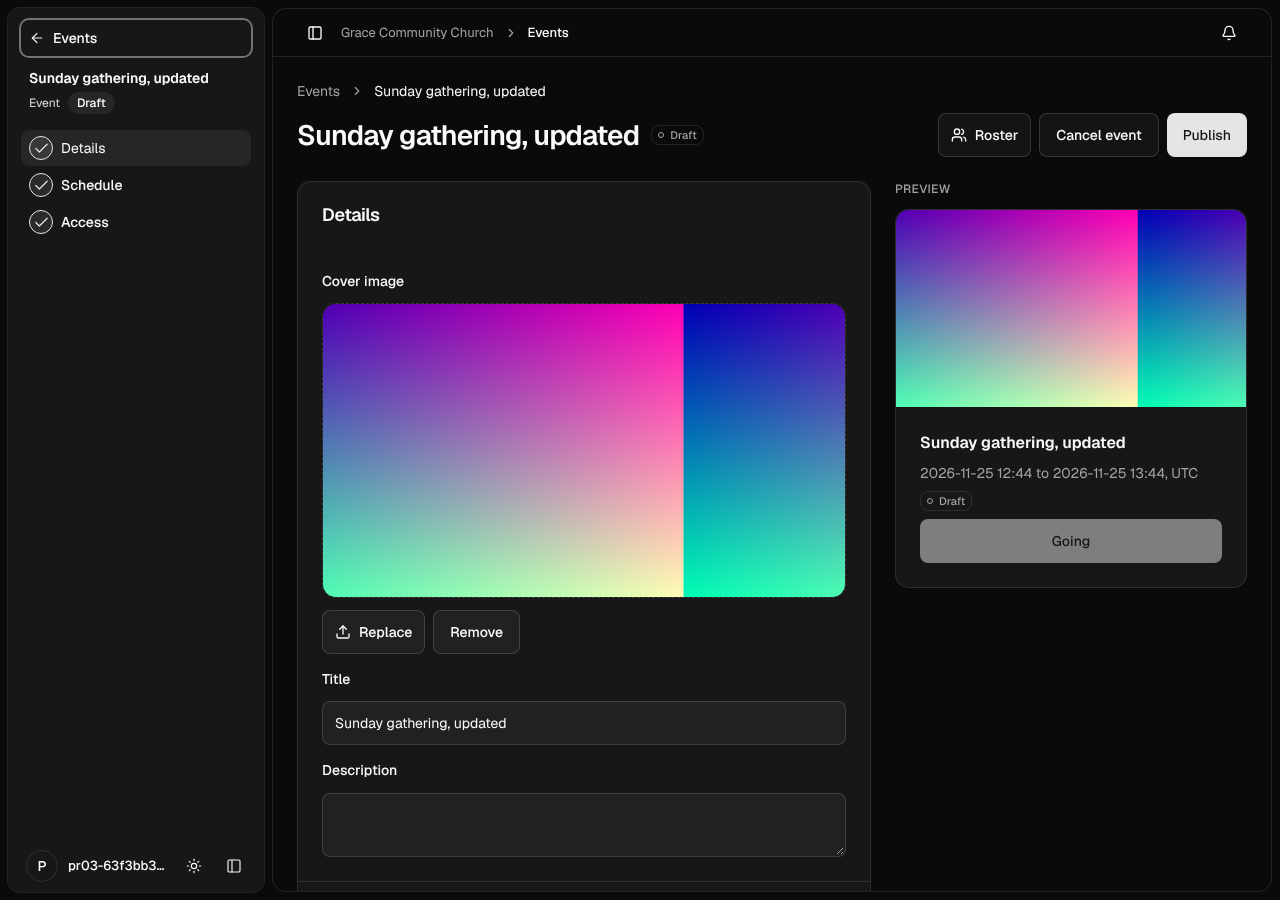 Events
Sunday gathering, updated
Event Draft
Details
Schedule
Access
P pr03-63f3bb3...
Grace Community Church > Events
Events > Sunday gathering, updated
Sunday gathering, updated Draft
Roster Cancel event Publish
Details
Cover image
Replace Remove
Title
Sunday gathering, updated
Description
PREVIEW
Sunday gathering, updated
2026-11-25 12:44 to 2026-11-25 13:44, UTC
Draft
Going